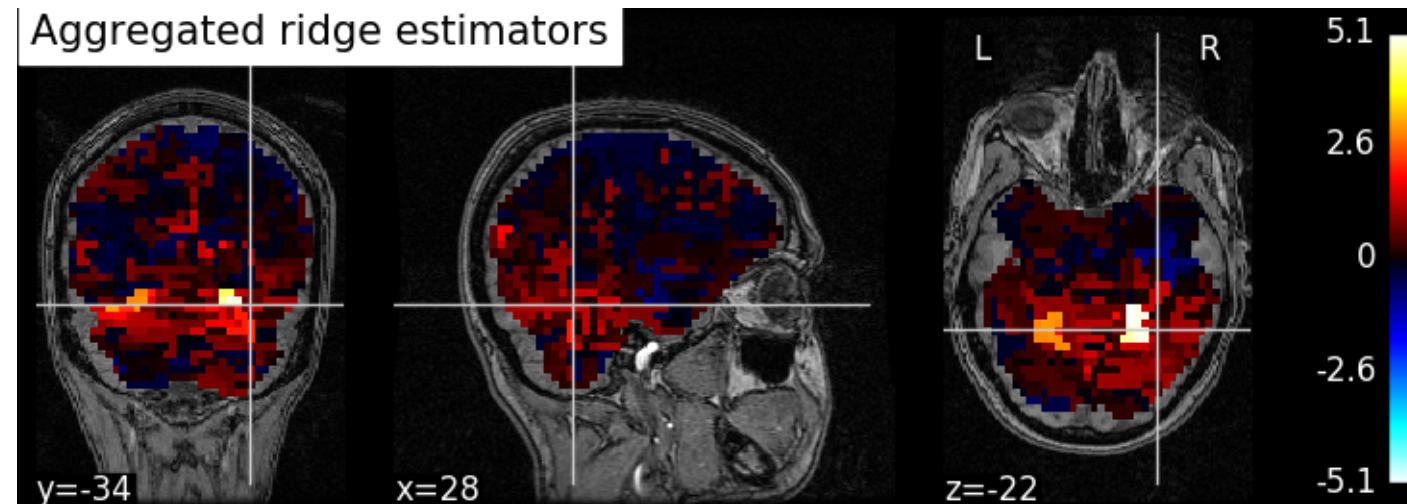 Aggregated ridge estimators
L R
5.1
2.6
0
-2.6
-5.1
y=-34
x=28
z=-22